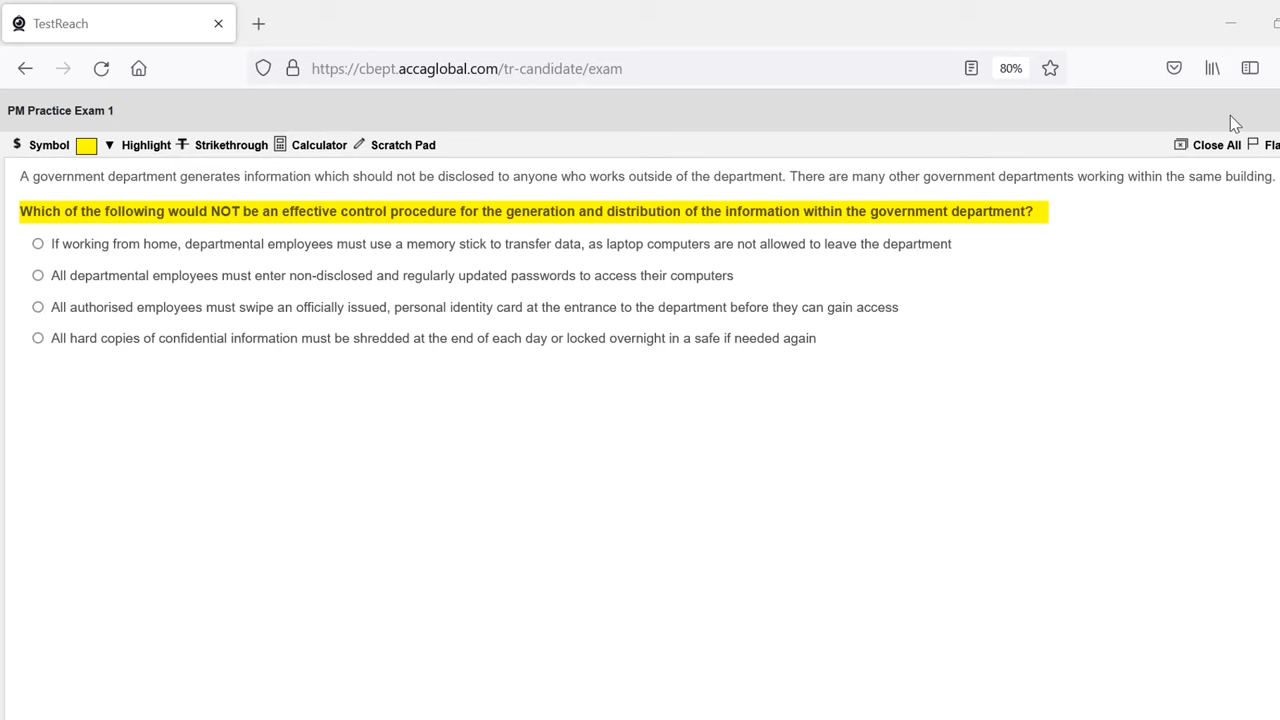 TestReach
https://cbept.accaglobal.com/tr-candidate/exam
80%
PM Practice Exam 1
$ Symbol ▼ Highlight Strikethrough Calculator Scratch Pad Close All Fla
A government department generates information which should not be disclosed to anyone who works outside of the department. There are many other government departments working within the same building.
Which of the following would NOT be an effective control procedure for the generation and distribution of the information within the government department?
If working from home, departmental employees must use a memory stick to transfer data, as laptop computers are not allowed to leave the department
All departmental employees must enter non-disclosed and regularly updated passwords to access their computers
All authorised employees must swipe an officially issued, personal identity card at the entrance to the department before they can gain access
All hard copies of confidential information must be shredded at the end of each day or locked overnight in a safe if needed again